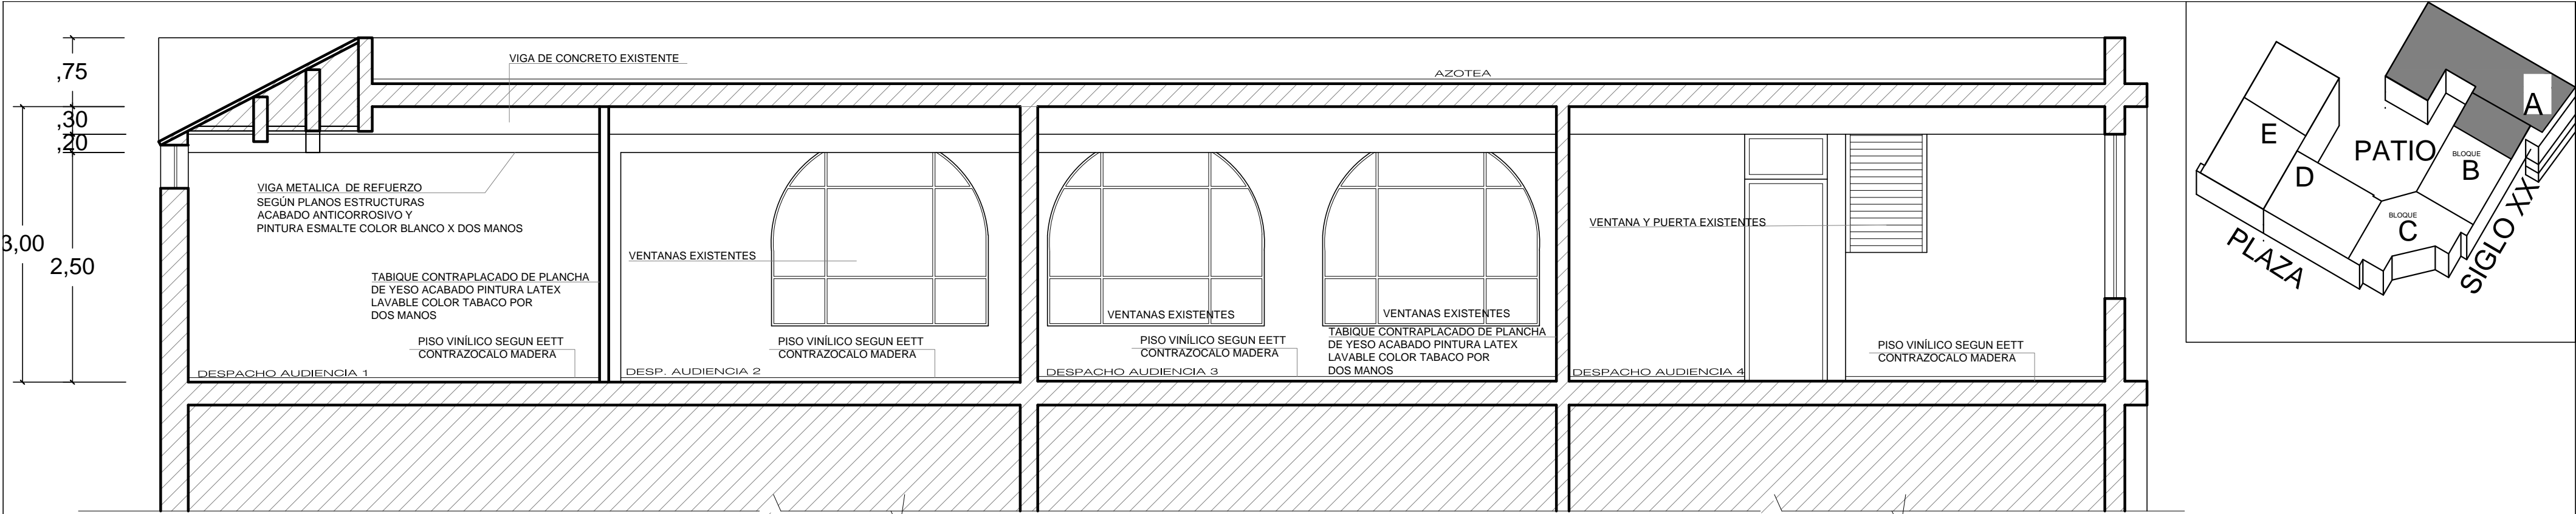 ,75
,30
,20
3,00
2,50
VIGA DE CONCRETO EXISTENTE
AZOTEA
VIGA METALICA DE REFUERZO
SEGÚN PLANOS ESTRUCTURAS
ACABADO ANTICORROSIVO Y
PINTURA ESMALTE COLOR BLANCO X DOS MANOS
TABIQUE CONTRAPLACADO DE PLANCHA
DE YESO ACABADO PINTURA LATEX
LAVABLE COLOR TABACO POR
DOS MANOS
PISO VINÍLICO SEGUN EETT
CONTRAZOCALO MADERA
DESPACHO AUDIENCIA 1
VENTANAS EXISTENTES
PISO VINÍLICO SEGUN EETT
CONTRAZOCALO MADERA
DESP. AUDIENCIA 2
VENTANAS EXISTENTES
PISO VINÍLICO SEGUN EETT
CONTRAZOCALO MADERA
DESPACHO AUDIENCIA 3
VENTANAS EXISTENTES
TABIQUE CONTRAPLACADO DE PLANCHA
DE YESO ACABADO PINTURA LATEX
LAVABLE COLOR TABACO POR
DOS MANOS
VENTANA Y PUERTA EXISTENTES
PISO VINÍLICO SEGUN EETT
CONTRAZOCALO MADERA
DESPACHO AUDIENCIA 4
A
E
PATIO
BLOQUE
B
D
BLOQUE
C
PLAZA
SIGLO XX